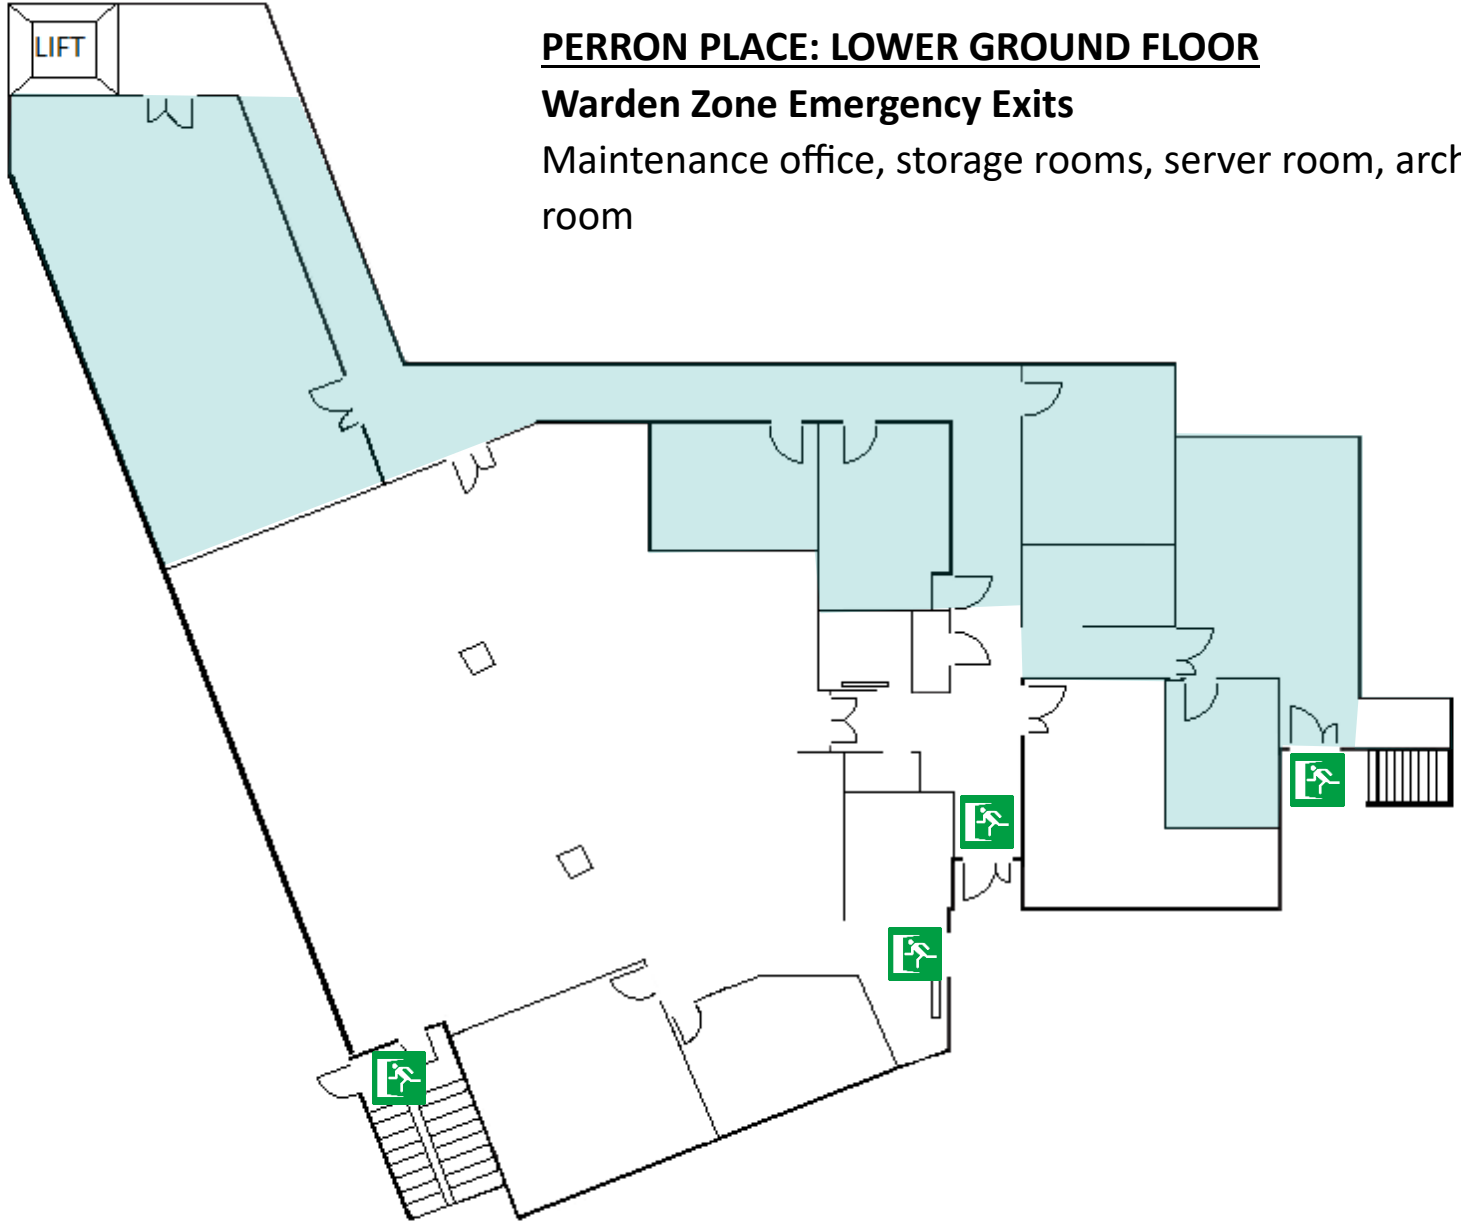 LIFT
PERRON PLACE: LOWER GROUND FLOOR
Warden Zone Emergency Exits
Maintenance office, storage rooms, server room, arch
room